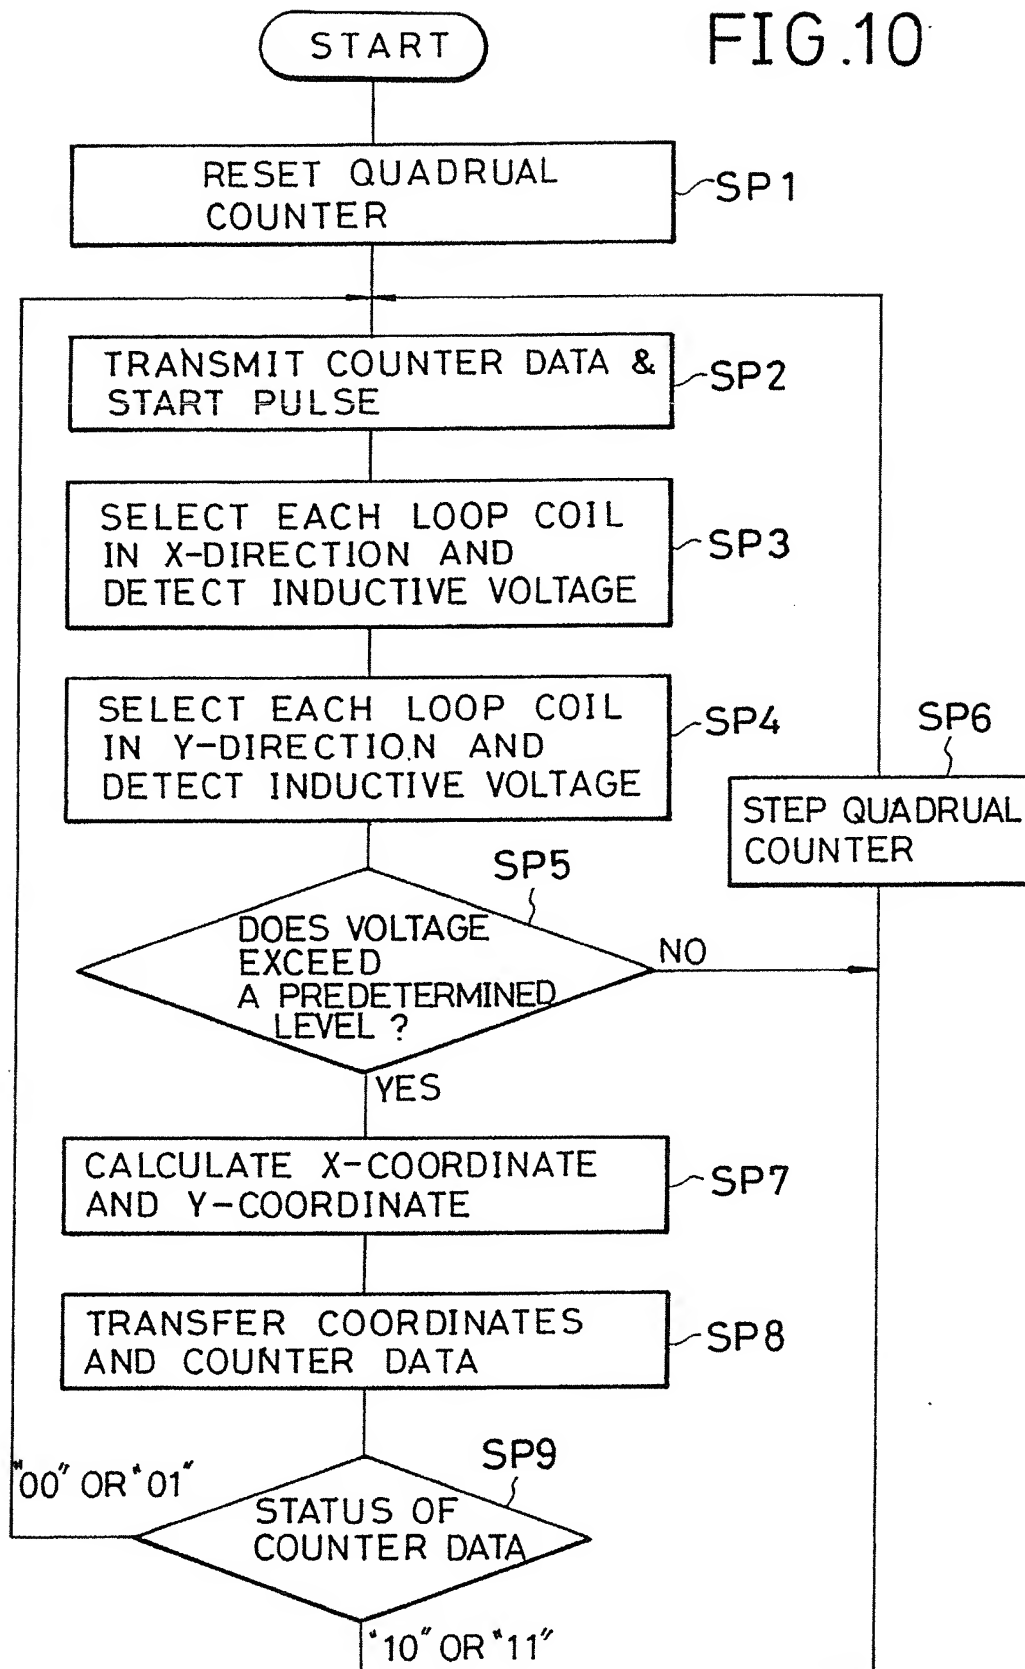 FIG.10
START
RESET QUADRUAL
COUNTER
SP1
TRANSMIT COUNTER DATA &
START PULSE
SP2
SELECT EACH LOOP COIL
IN X-DIRECTION AND
DETECT INDUCTIVE VOLTAGE
SP3
SELECT EACH LOOP COIL
IN Y-DIRECTION AND
DETECT INDUCTIVE VOLTAGE
SP4
SP6
STEP QUADRUAL
COUNTER
SP5
DOES VOLTAGE
EXCEED
A PREDETERMINED
LEVEL ?
NO
YES
CALCULATE X-COORDINATE
AND Y-COORDINATE
SP7
TRANSFER COORDINATES
AND COUNTER DATA
SP8
SP9
"00" OR "01"
STATUS OF
COUNTER DATA
"10" OR "11"